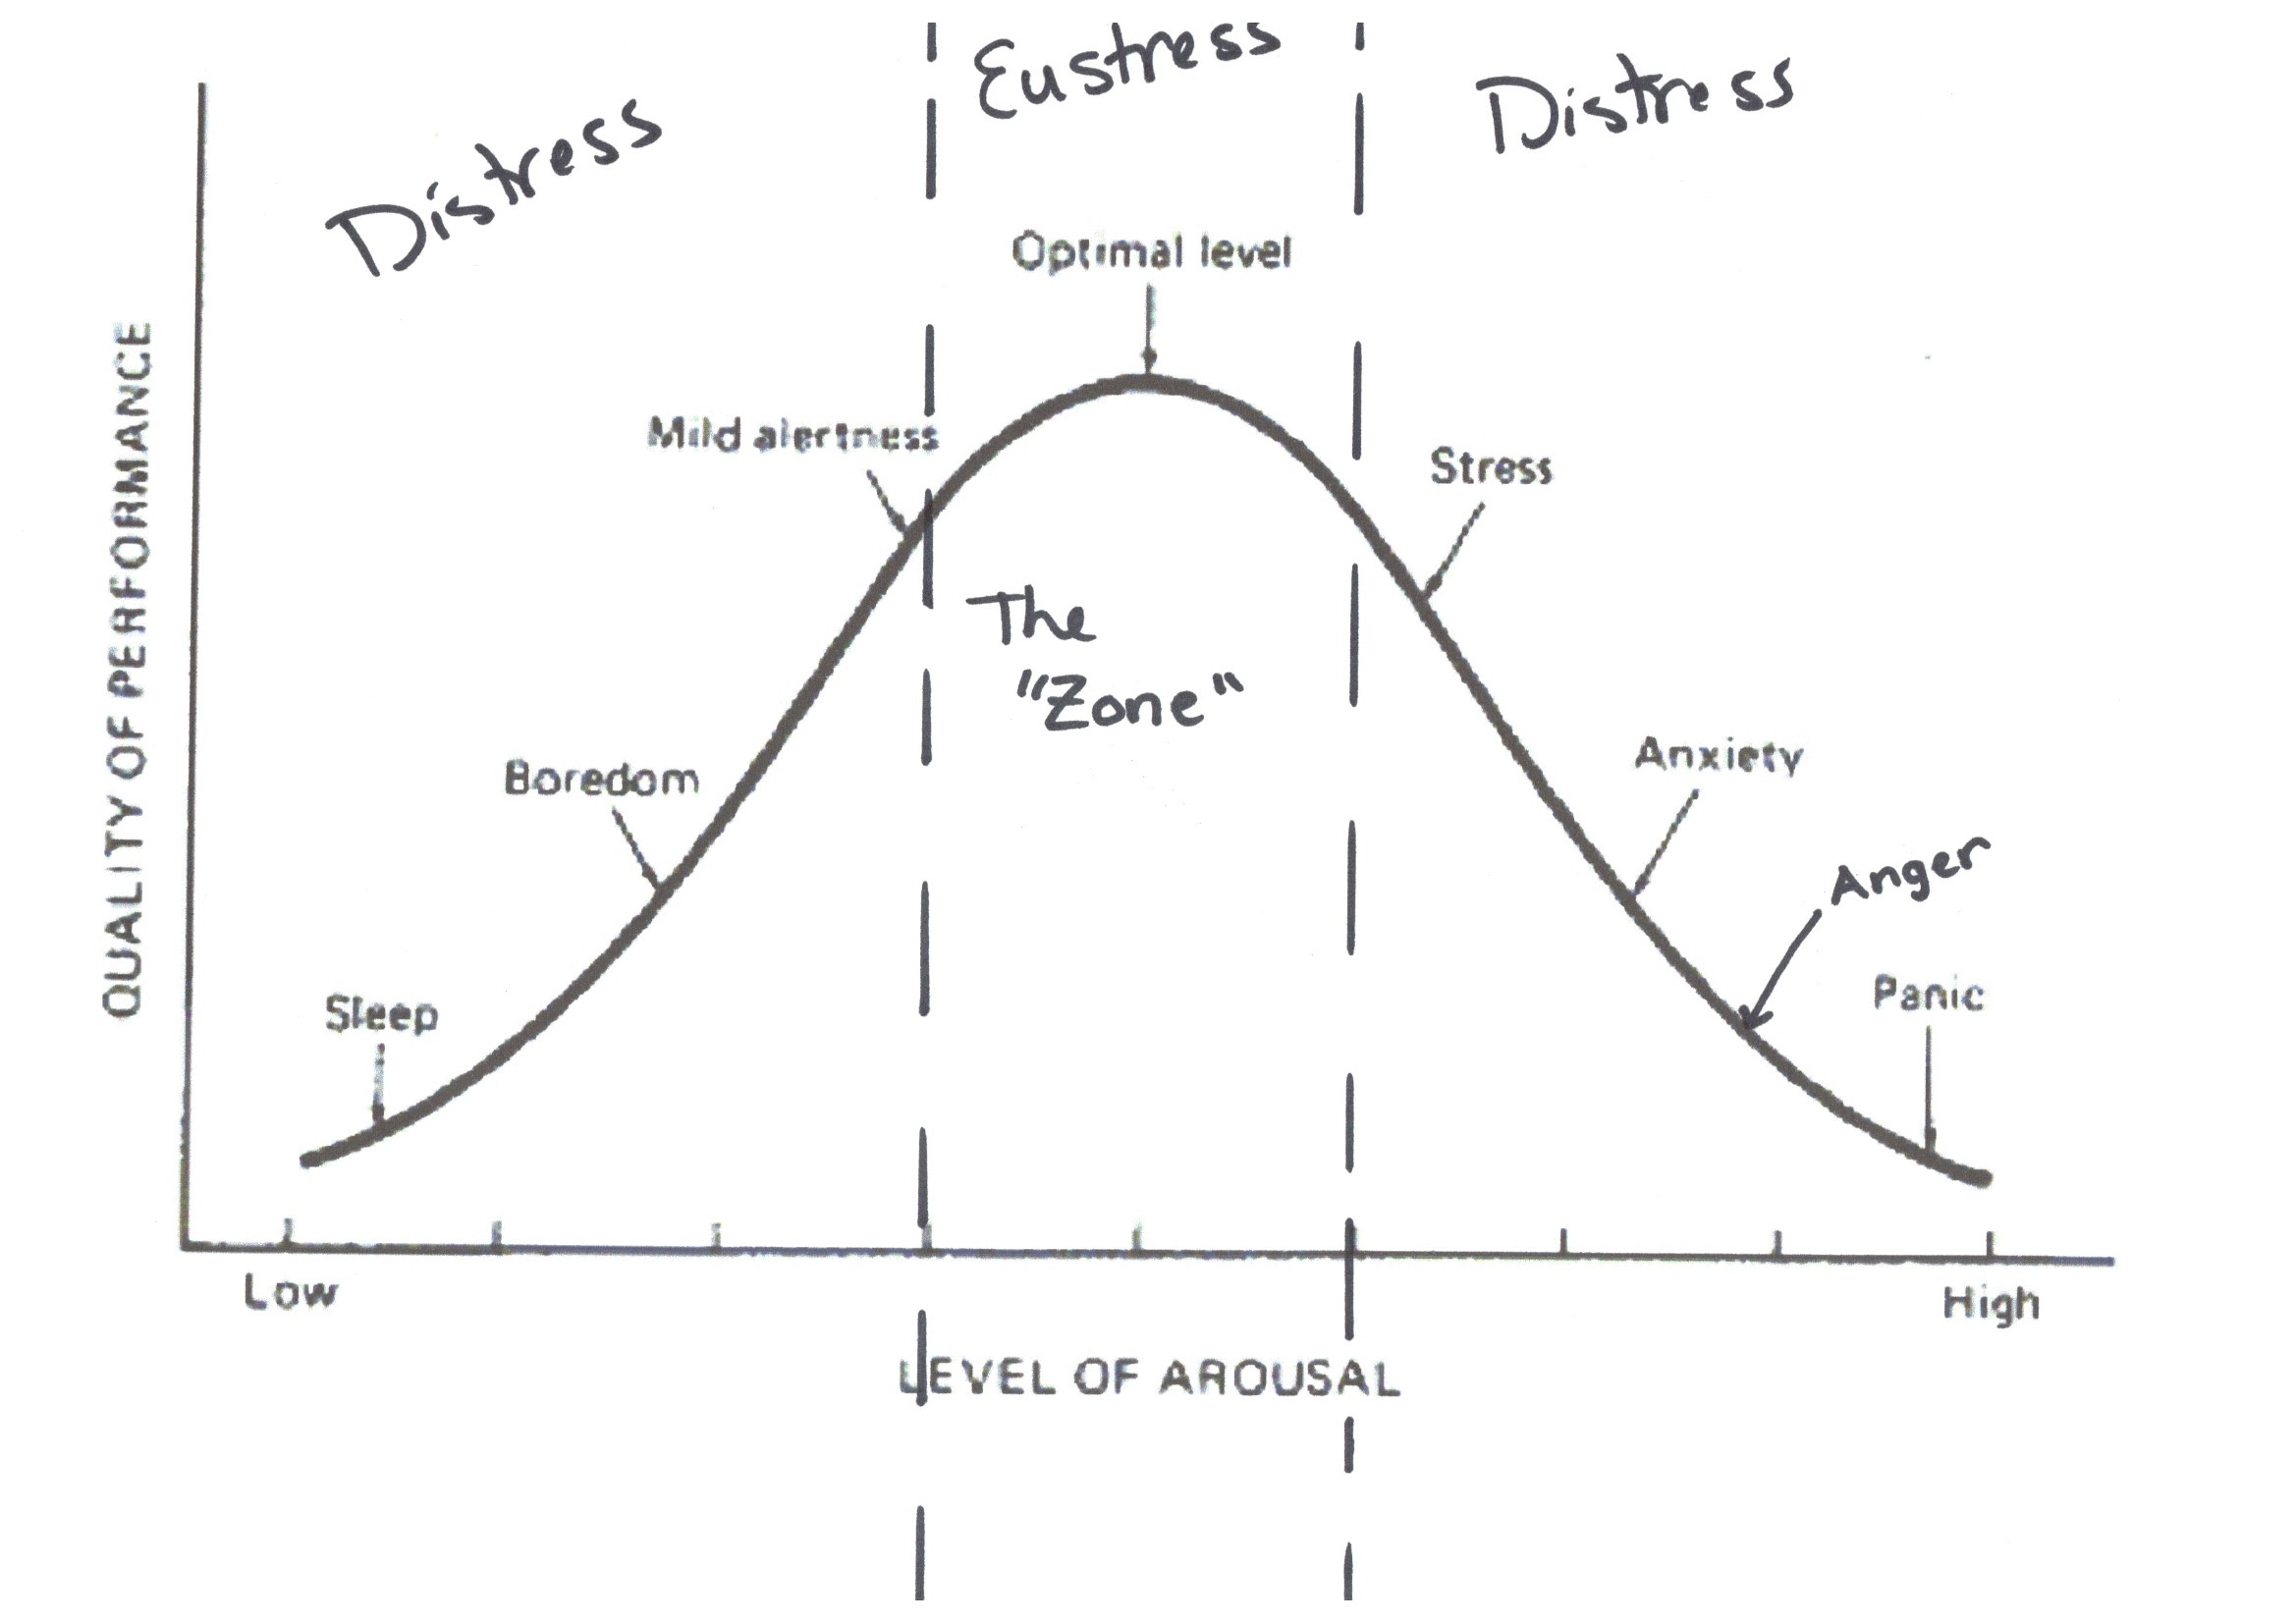 Eustress
Distress
Distress
Optimal level
Mild alertness
Stress
The
"Zone"
Boredom
Anxiety
Anger
Sleep
Panic
QUALITY OF PERFORMANCE
Low
High
LEVEL OF AROUSAL